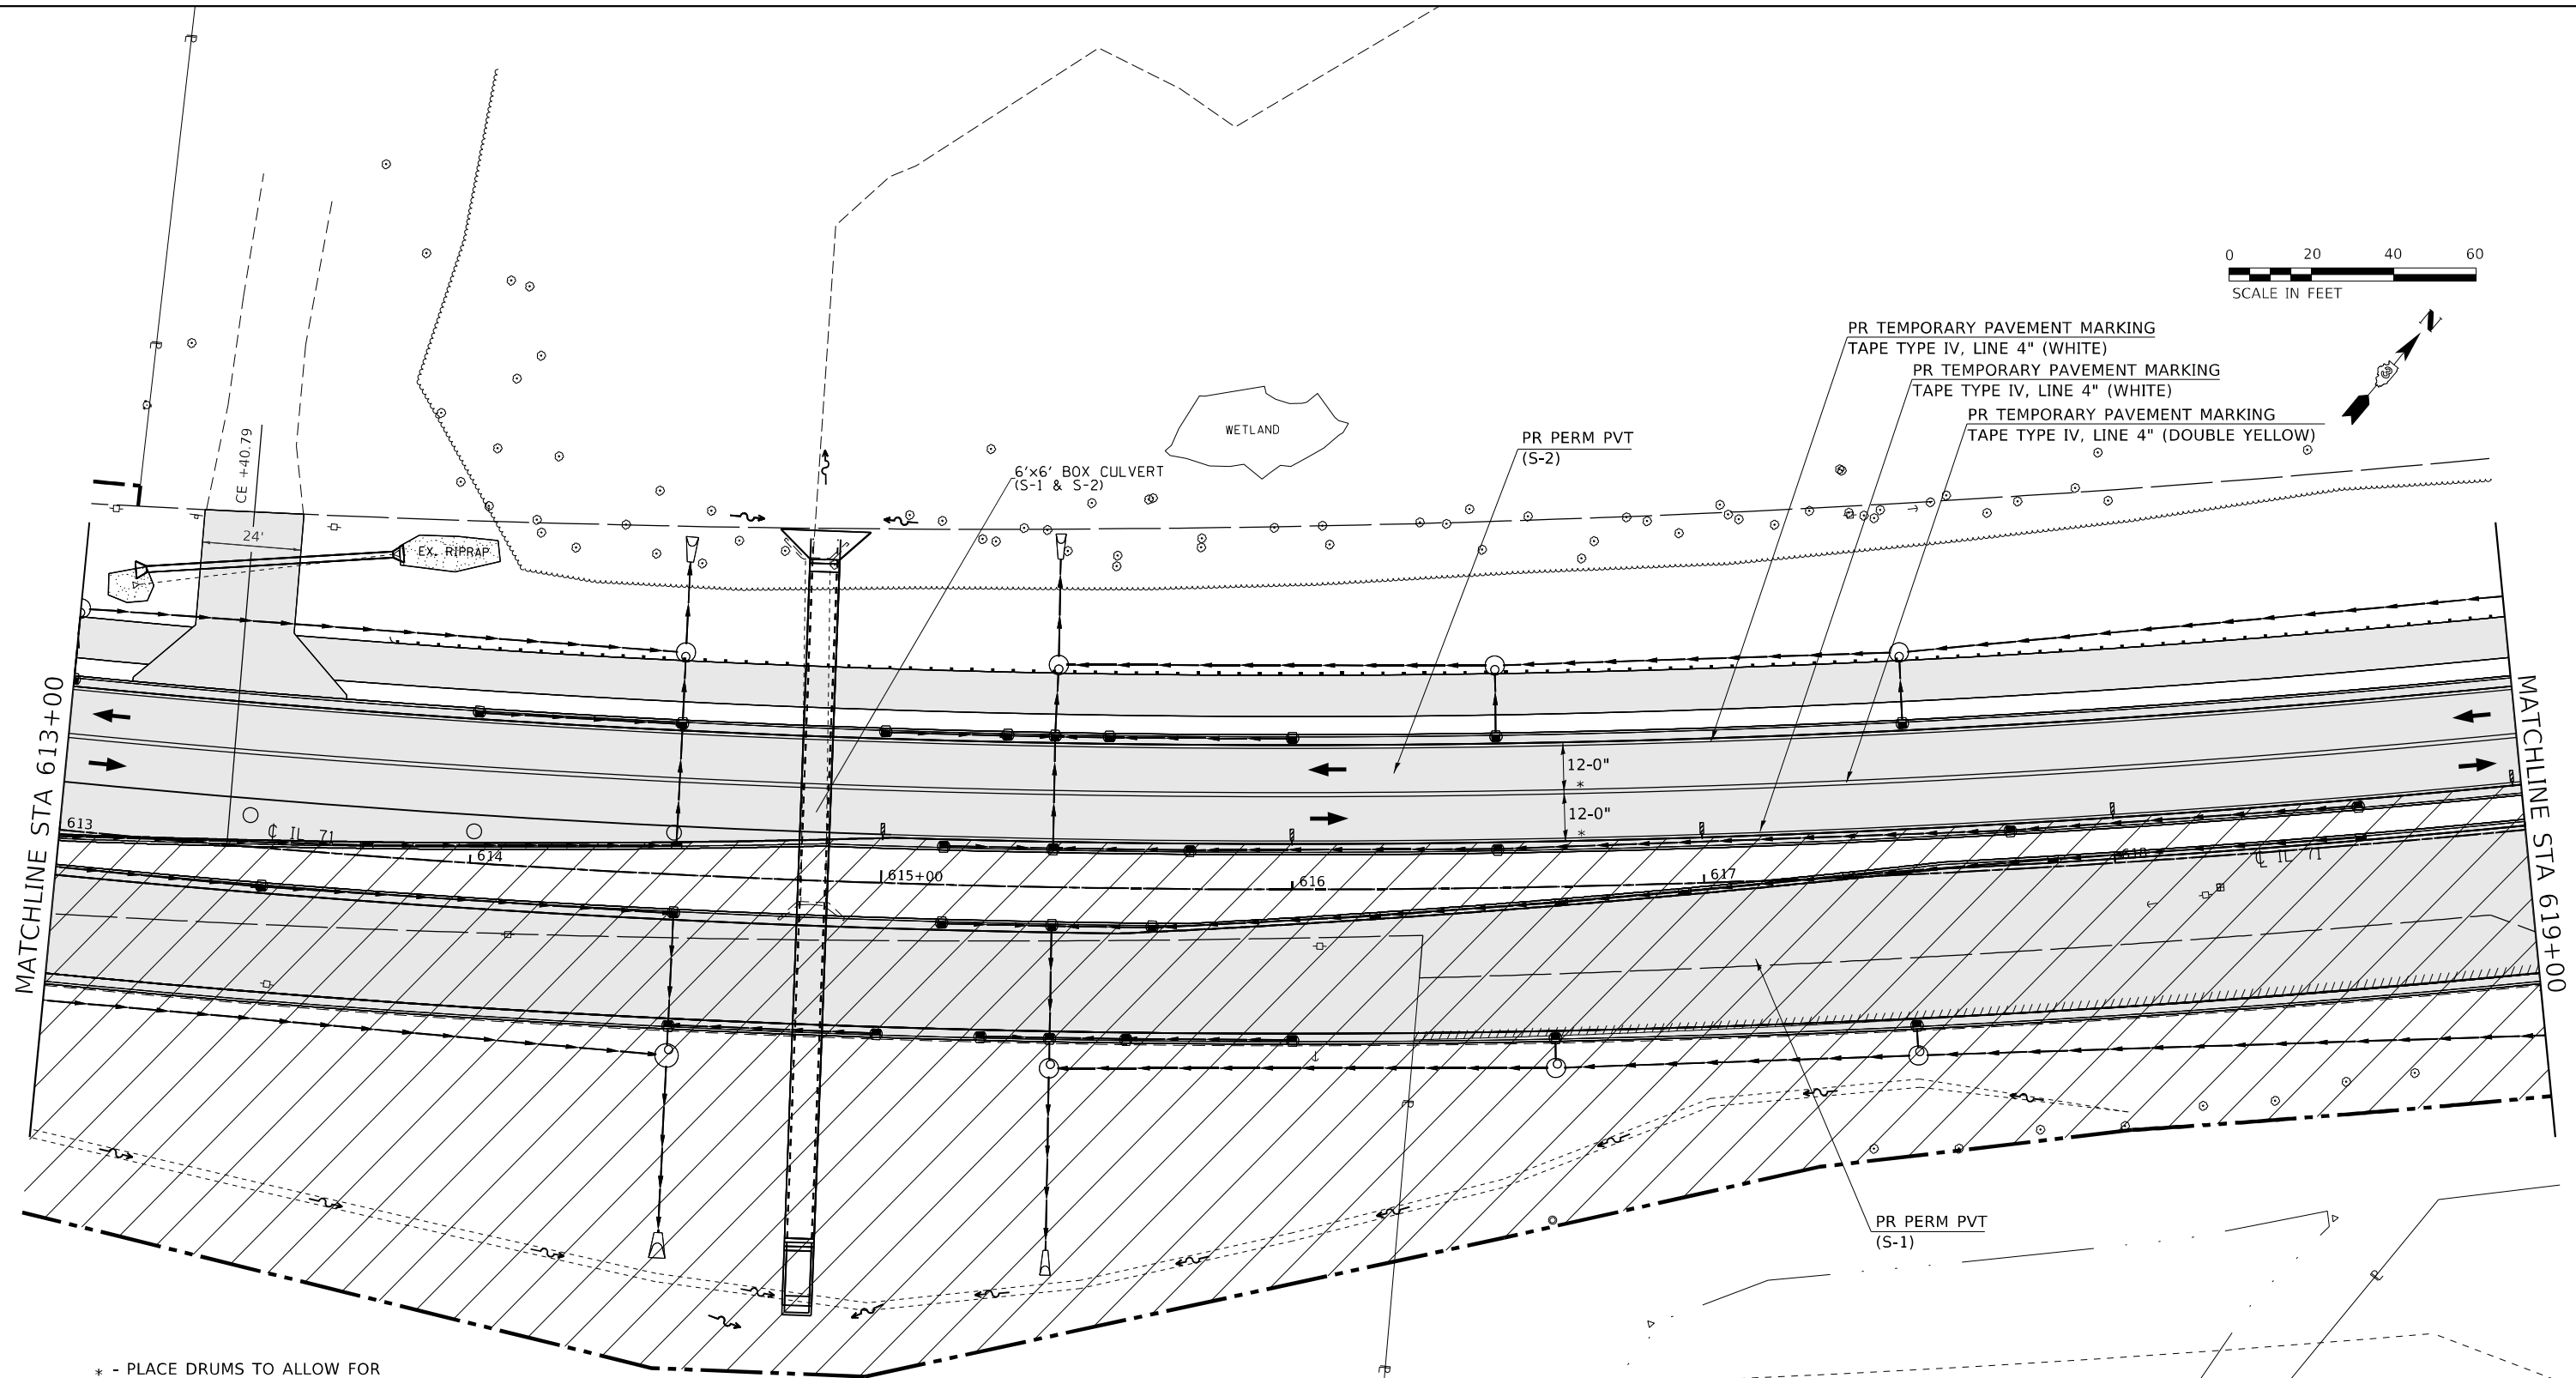 0 20 40 60
SCALE IN FEET
N
PR TEMPORARY PAVEMENT MARKING
TAPE TYPE IV, LINE 4" (WHITE)
PR TEMPORARY PAVEMENT MARKING
TAPE TYPE IV, LINE 4" (WHITE)
PR TEMPORARY PAVEMENT MARKING
TAPE TYPE IV, LINE 4" (DOUBLE YELLOW)
WETLAND
PR PERM PVT
(S-2)
6'x6' BOX CULVERT
(S-1 & S-2)
CE +40.79
24'
EX. RIPRAP
MATCHLINE STA 613+00
MATCHLINE STA 619+00
12-0"
*
12-0"
*
613
℄ IL 71
614
615+00
616
617
618
℄ IL 71
PR PERM PVT
(S-1)
* - PLACE DRUMS TO ALLOW FOR